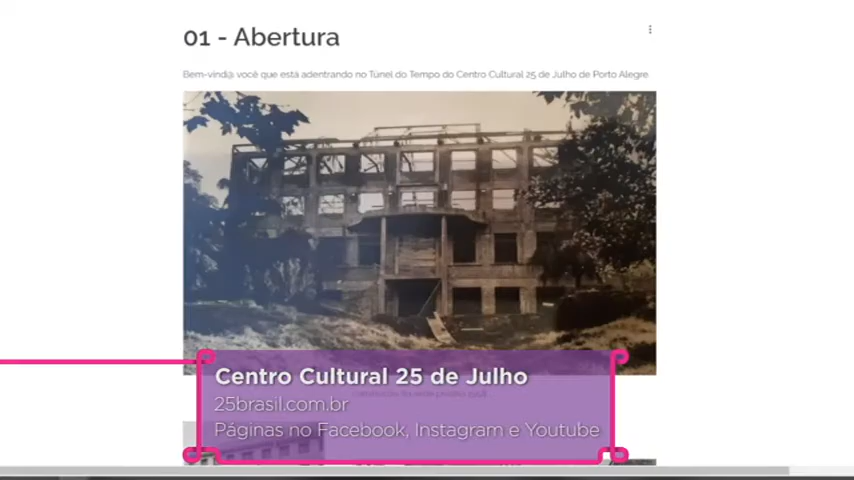 01 - Abertura
Bem-vind@ você que está adentrando no Túnel do Tempo do Centro Cultural 25 de Julho de Porto Alegre.
Centro Cultural 25 de Julho
25brasil.com.br
Páginas no Facebook, Instagram e Youtube